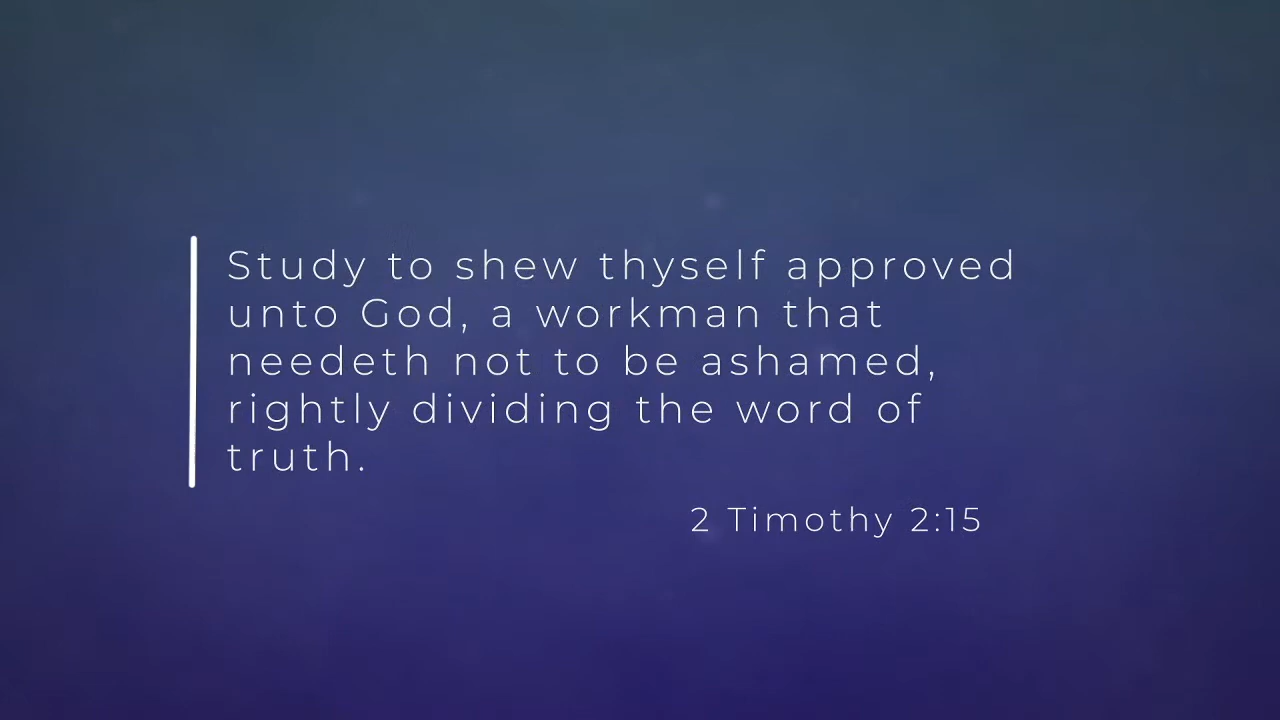 Study to shew thyself approved
unto God, a workman that
needeth not to be ashamed,
rightly dividing the word of
truth.
2 Timothy 2:15